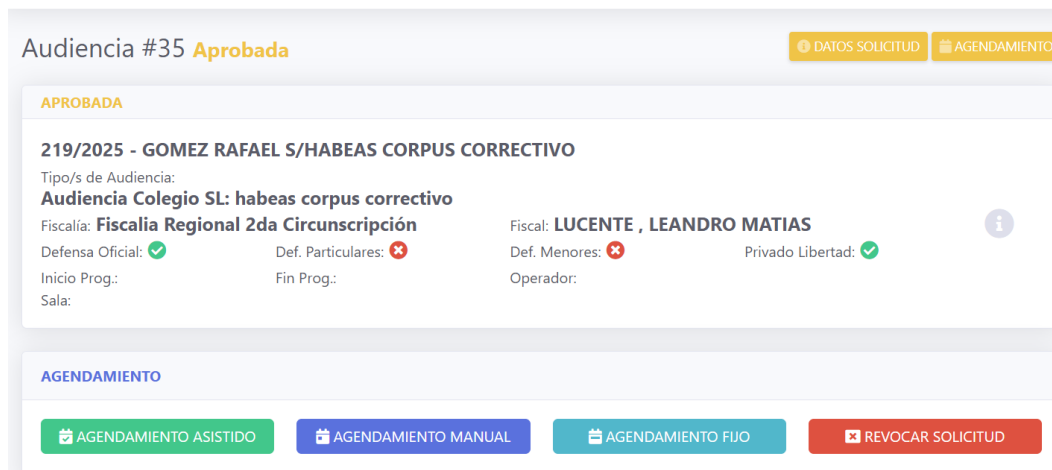 Audiencia #35 Aprobada
DATOS SOLICITUD AGENDAMIENTO
APROBADA
219/2025 - GOMEZ RAFAEL S/HABEAS CORPUS CORRECTIVO
Tipo/s de Audiencia:
Audiencia Colegio SL: habeas corpus correctivo
Fiscalía: Fiscalia Regional 2da Circunscripción Fiscal: LUCENTE , LEANDRO MATIAS
Defensa Oficial: Def. Particulares: Def. Menores: Privado Libertad:
Inicio Prog.: Fin Prog.: Operador:
Sala:
AGENDAMIENTO
AGENDAMIENTO ASISTIDO AGENDAMIENTO MANUAL AGENDAMIENTO FIJO REVOCAR SOLICITUD